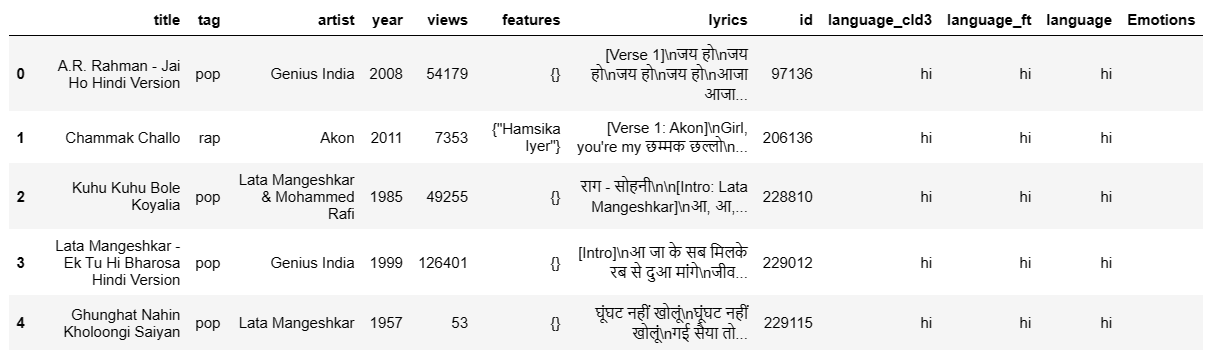 title tag artist year views features lyrics id language_cld3 language_ft language Emotions
0 A.R. Rahman - Jai Ho Hindi Version pop Genius India 2008 54179 {} [Verse 1]\nजय हो\nजय हो\nजय हो\nजय हो\nआजा आजा... 97136 hi hi hi
1 Chammak Challo rap Akon 2011 7353 {"Hamsika Iyer"} [Verse 1: Akon]\nGirl, you're my छम्मक छल्लो\n... 206136 hi hi hi
2 Kuhu Kuhu Bole Koyalia pop Lata Mangeshkar & Mohammed Rafi 1985 49255 {} राग - सोहनी\n\n[Intro: Lata Mangeshkar]\nआ, आ,... 228810 hi hi hi
3 Lata Mangeshkar - Ek Tu Hi Bharosa Hindi Version pop Genius India 1999 126401 {} [Intro]\nआ जा के सब मिलके रब से दुआ मांगे\nजीव... 229012 hi hi hi
4 Ghunghat Nahin Kholoongi Saiyan pop Lata Mangeshkar 1957 53 {} घूंघट नहीं खोलूं\nघूंघट नहीं खोलूं\nगई सैया तो... 229115 hi hi hi